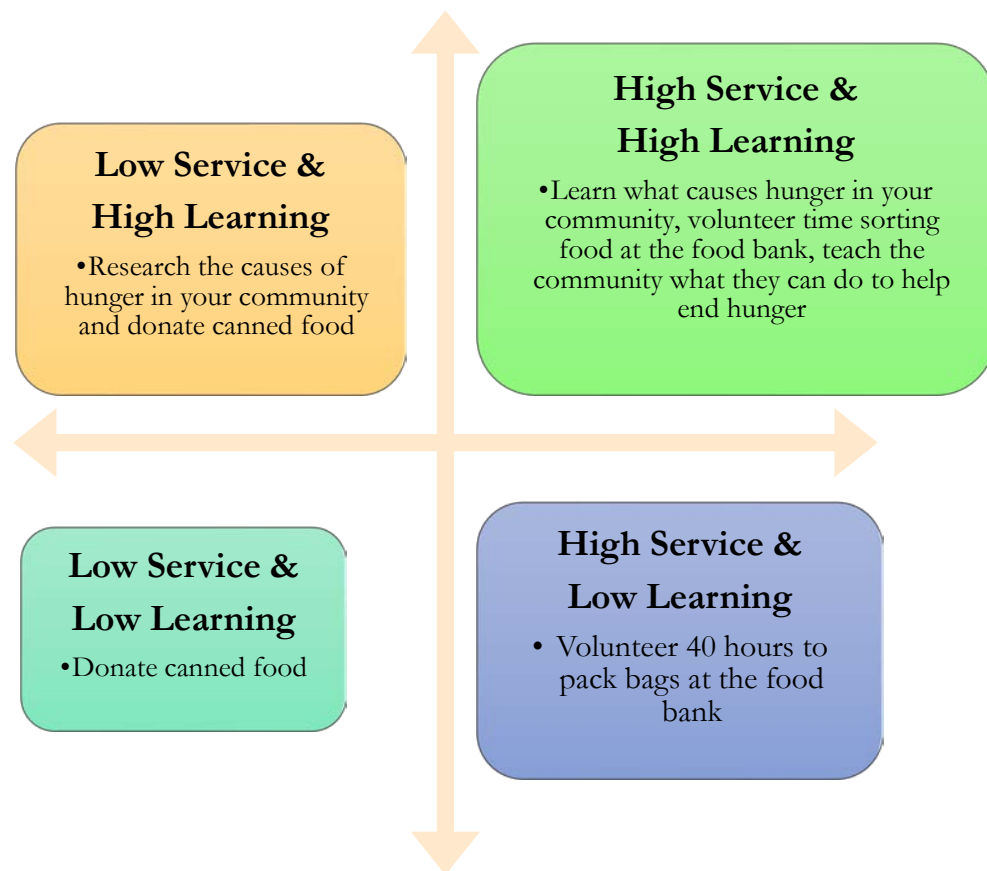 Low Service &
High Learning
•Research the causes of
hunger in your community
and donate canned food
High Service &
High Learning
•Learn what causes hunger in your
community, volunteer time sorting
food at the food bank, teach the
community what they can do to help
end hunger
Low Service &
Low Learning
•Donate canned food
High Service &
Low Learning
• Volunteer 40 hours to
pack bags at the food
bank